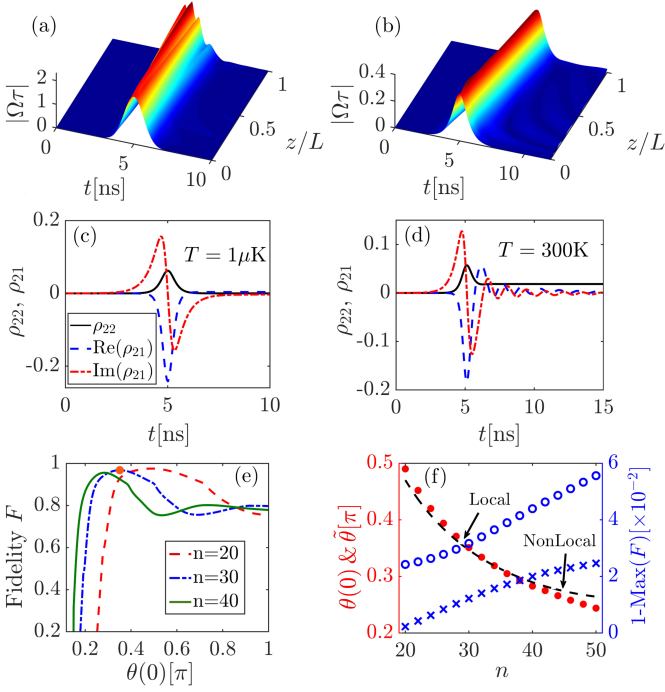 (a)
|Ωτ|
2
1
0
0
5
10
t[ns]
0
0.5
1
z/L
(b)
|Ωτ|
0.4
0.2
0
0
5
10
t[ns]
0
0.5
1
z/L
(c)
T = 1μK
ρ22, ρ21
0.2
0
-0.2
ρ22
Re(ρ21)
Im(ρ21)
0
5
10
t[ns]
(d)
T = 300K
ρ22, ρ21
0.1
0
-0.1
-0.2
0
5
10
15
t[ns]
(e)
Fidelity F
1
0.8
0.6
0.4
0.2
n=20
n=30
n=40
0.2
0.4
0.6
0.8
1
θ(0)[π]
(f)
θ(0) & θ̃[π]
0.5
0.4
0.3
0.2
Local
NonLocal
6
4
2
0
1-Max(F)[×10⁻²]
20
30
40
50
n